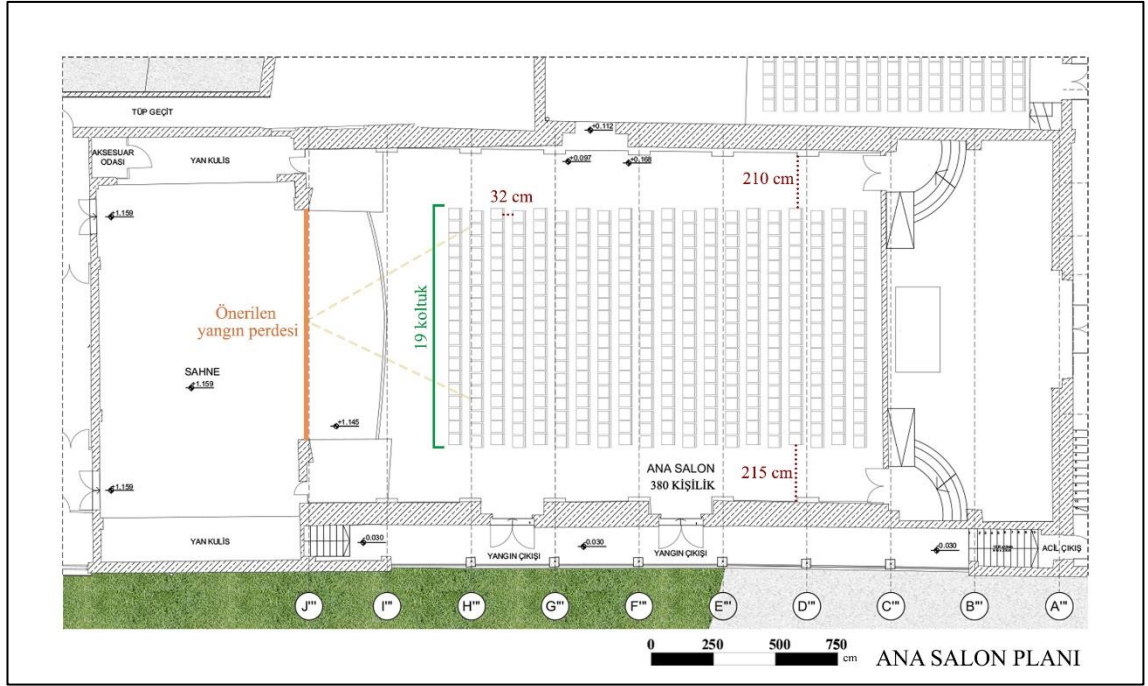 TÜP GEÇİT
AKSESUAR
ODASI
YAN KULİS
+0.112
+0.097
+0.168
210 cm
32 cm
+1.159
Önerilen
yangın perdesi
19 koltuk
SAHNE
+1.159
+1.145
ANA SALON
380 KİŞİLİK
215 cm
+1.159
YAN KULİS
-0.030
YANGIN ÇIKIŞI
-0.030
YANGIN ÇIKIŞI
-0.030
ACİL ÇIKIŞ
J'''
I'''
H'''
G'''
F'''
E'''
D'''
C'''
B'''
A'''
0 250 500 750
cm
ANA SALON PLANI